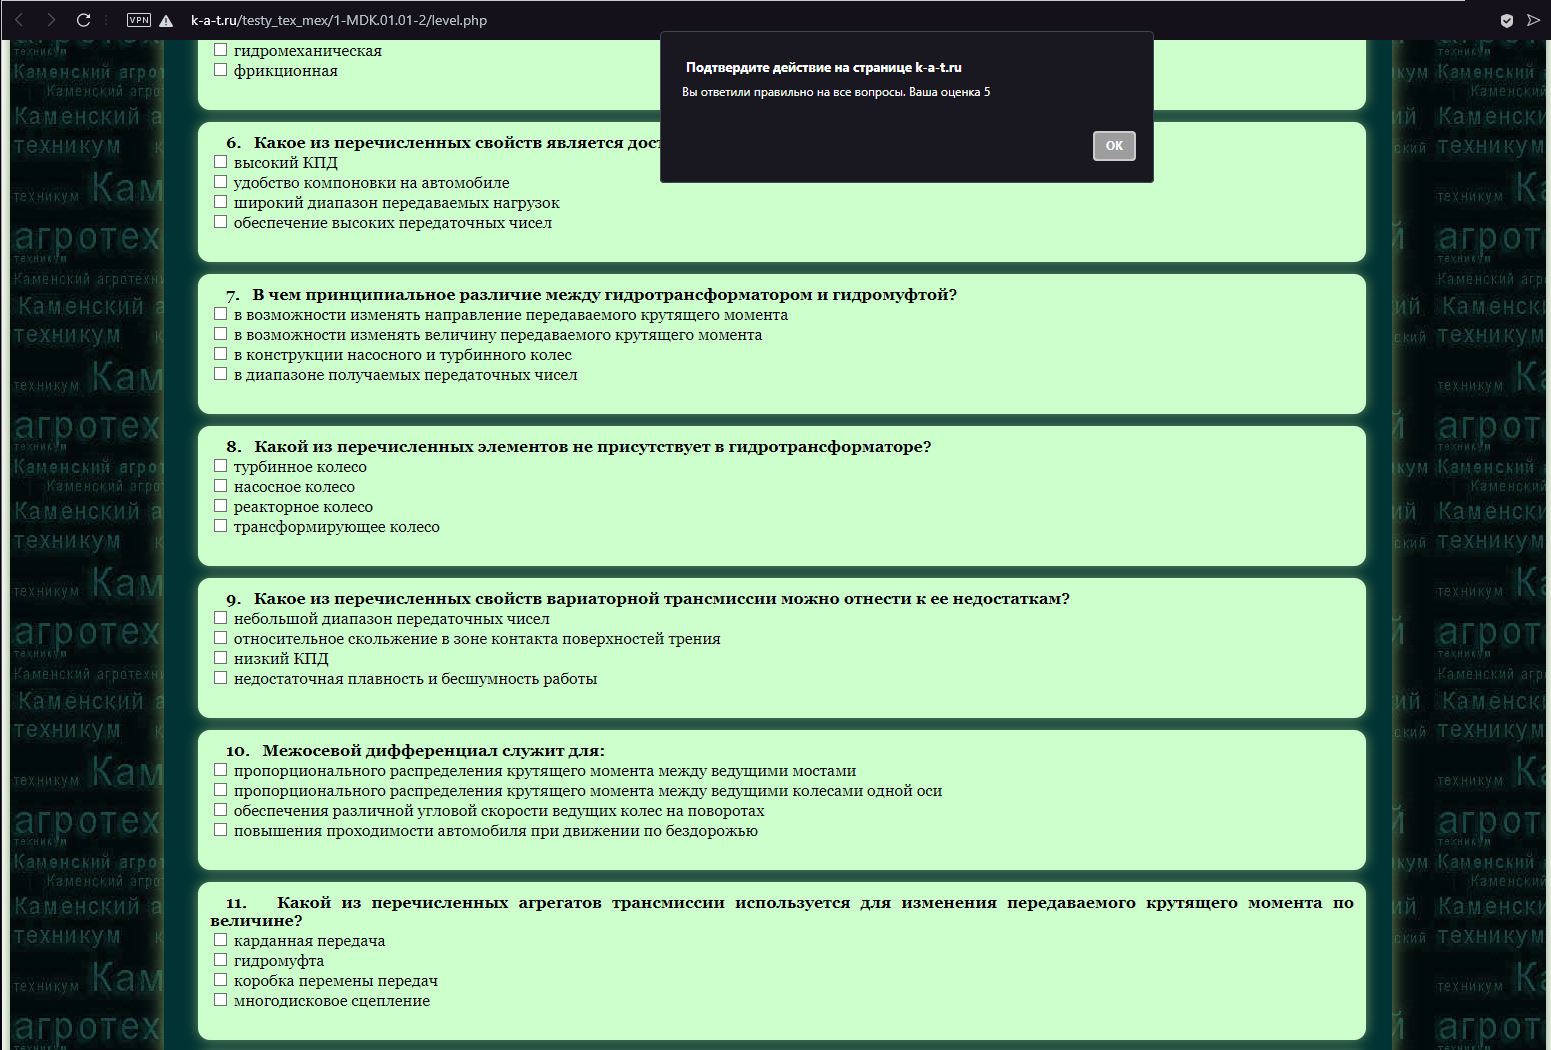 VPN
k-a-t.ru/testy_tex_mex/1-MDK.01.01-2/level.php
Подтвердите действие на странице k-a-t.ru
Вы ответили правильно на все вопросы. Ваша оценка 5
OK
гидромеханическая
фрикционная
6. Какое из перечисленных свойств является
высокий КПД
удобство компоновки на автомобиле
широкий диапазон передаваемых нагрузок
обеспечение высоких передаточных чисел
7. В чем принципиальное различие между гидротрансформатором и гидромуфтой?
в возможности изменять направление передаваемого крутящего момента
в возможности изменять величину передаваемого крутящего момента
в конструкции насосного и турбинного колес
в диапазоне получаемых передаточных чисел
8. Какой из перечисленных элементов не присутствует в гидротрансформаторе?
турбинное колесо
насосное колесо
реакторное колесо
трансформирующее колесо
9. Какое из перечисленных свойств вариаторной трансмиссии можно отнести к ее недостаткам?
небольшой диапазон передаточных чисел
относительное скольжение в зоне контакта поверхностей трения
низкий КПД
недостаточная плавность и бесшумность работы
10. Межосевой дифференциал служит для:
пропорционального распределения крутящего момента между ведущими мостами
пропорционального распределения крутящего момента между ведущими колесами одной оси
обеспечения различной угловой скорости ведущих колес на поворотах
повышения проходимости автомобиля при движении по бездорожью
11. Какой из перечисленных агрегатов трансмиссии используется для изменения передаваемого крутящего момента по
величине?
карданная передача
гидромуфта
коробка перемены передач
многодисковое сцепление